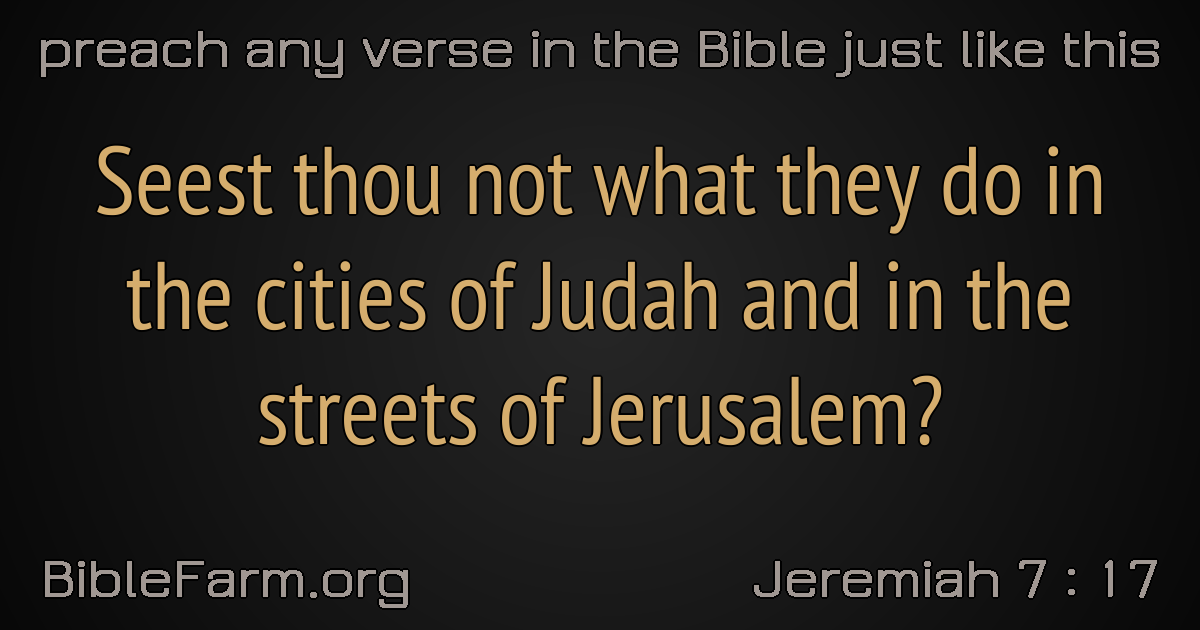 preach any verse in the Bible just like this
Seest thou not what they do in
the cities of Judah and in the
streets of Jerusalem?
BibleFarm.org
Jeremiah 7 : 17